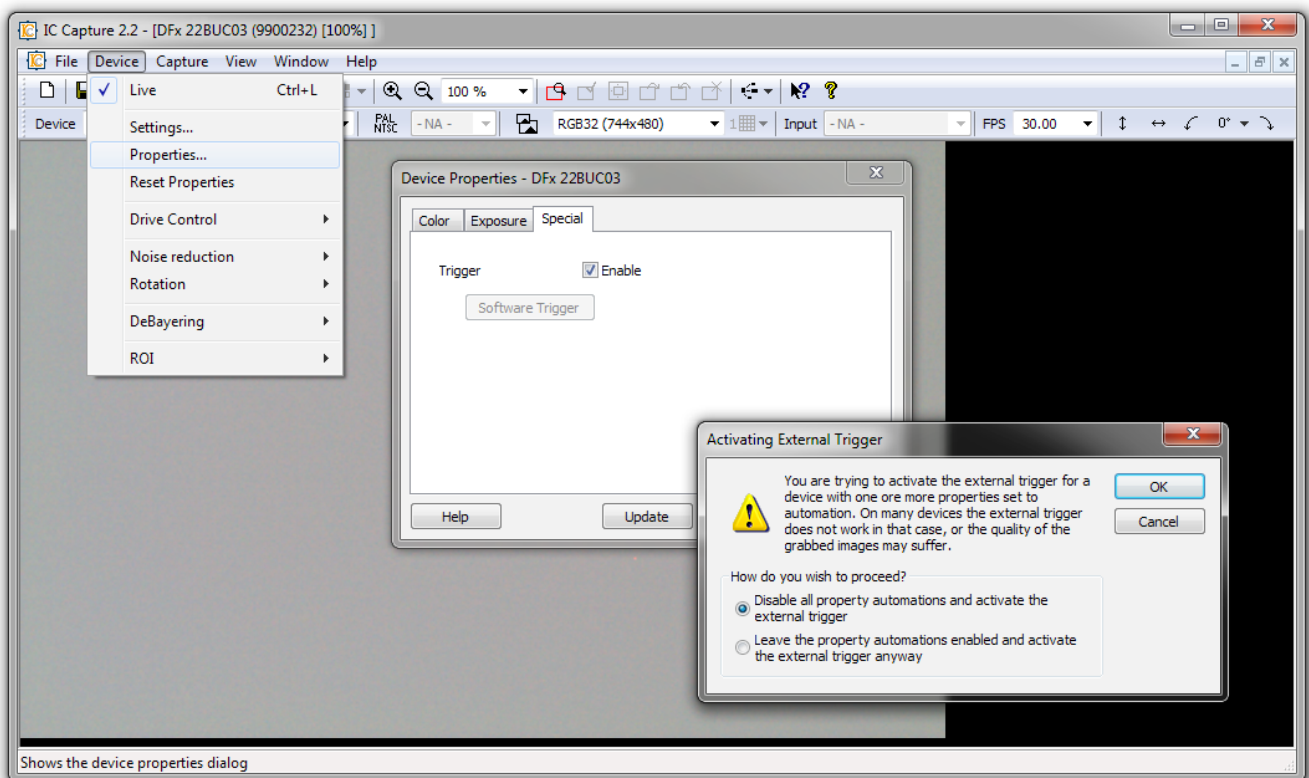 IC Capture 2.2 - [DFx 22BUC03 (9900232) [100%] ]
File Device Capture View Window Help
100 %
Device PAL NTSC - NA - RGB32 (744x480) 1 Input - NA - FPS 30.00 0°
Live Ctrl+L
Settings...
Properties...
Reset Properties
Drive Control
Noise reduction
Rotation
DeBayering
ROI
Device Properties - DFx 22BUC03
Color Exposure Special
Trigger Enable
Software Trigger
Help Update
Activating External Trigger
You are trying to activate the external trigger for a
device with one ore more properties set to
automation. On many devices the external trigger
does not work in that case, or the quality of the
grabbed images may suffer.
OK
Cancel
How do you wish to proceed?
Disable all property automations and activate the
external trigger
Leave the property automations enabled and activate
the external trigger anyway
Shows the device properties dialog